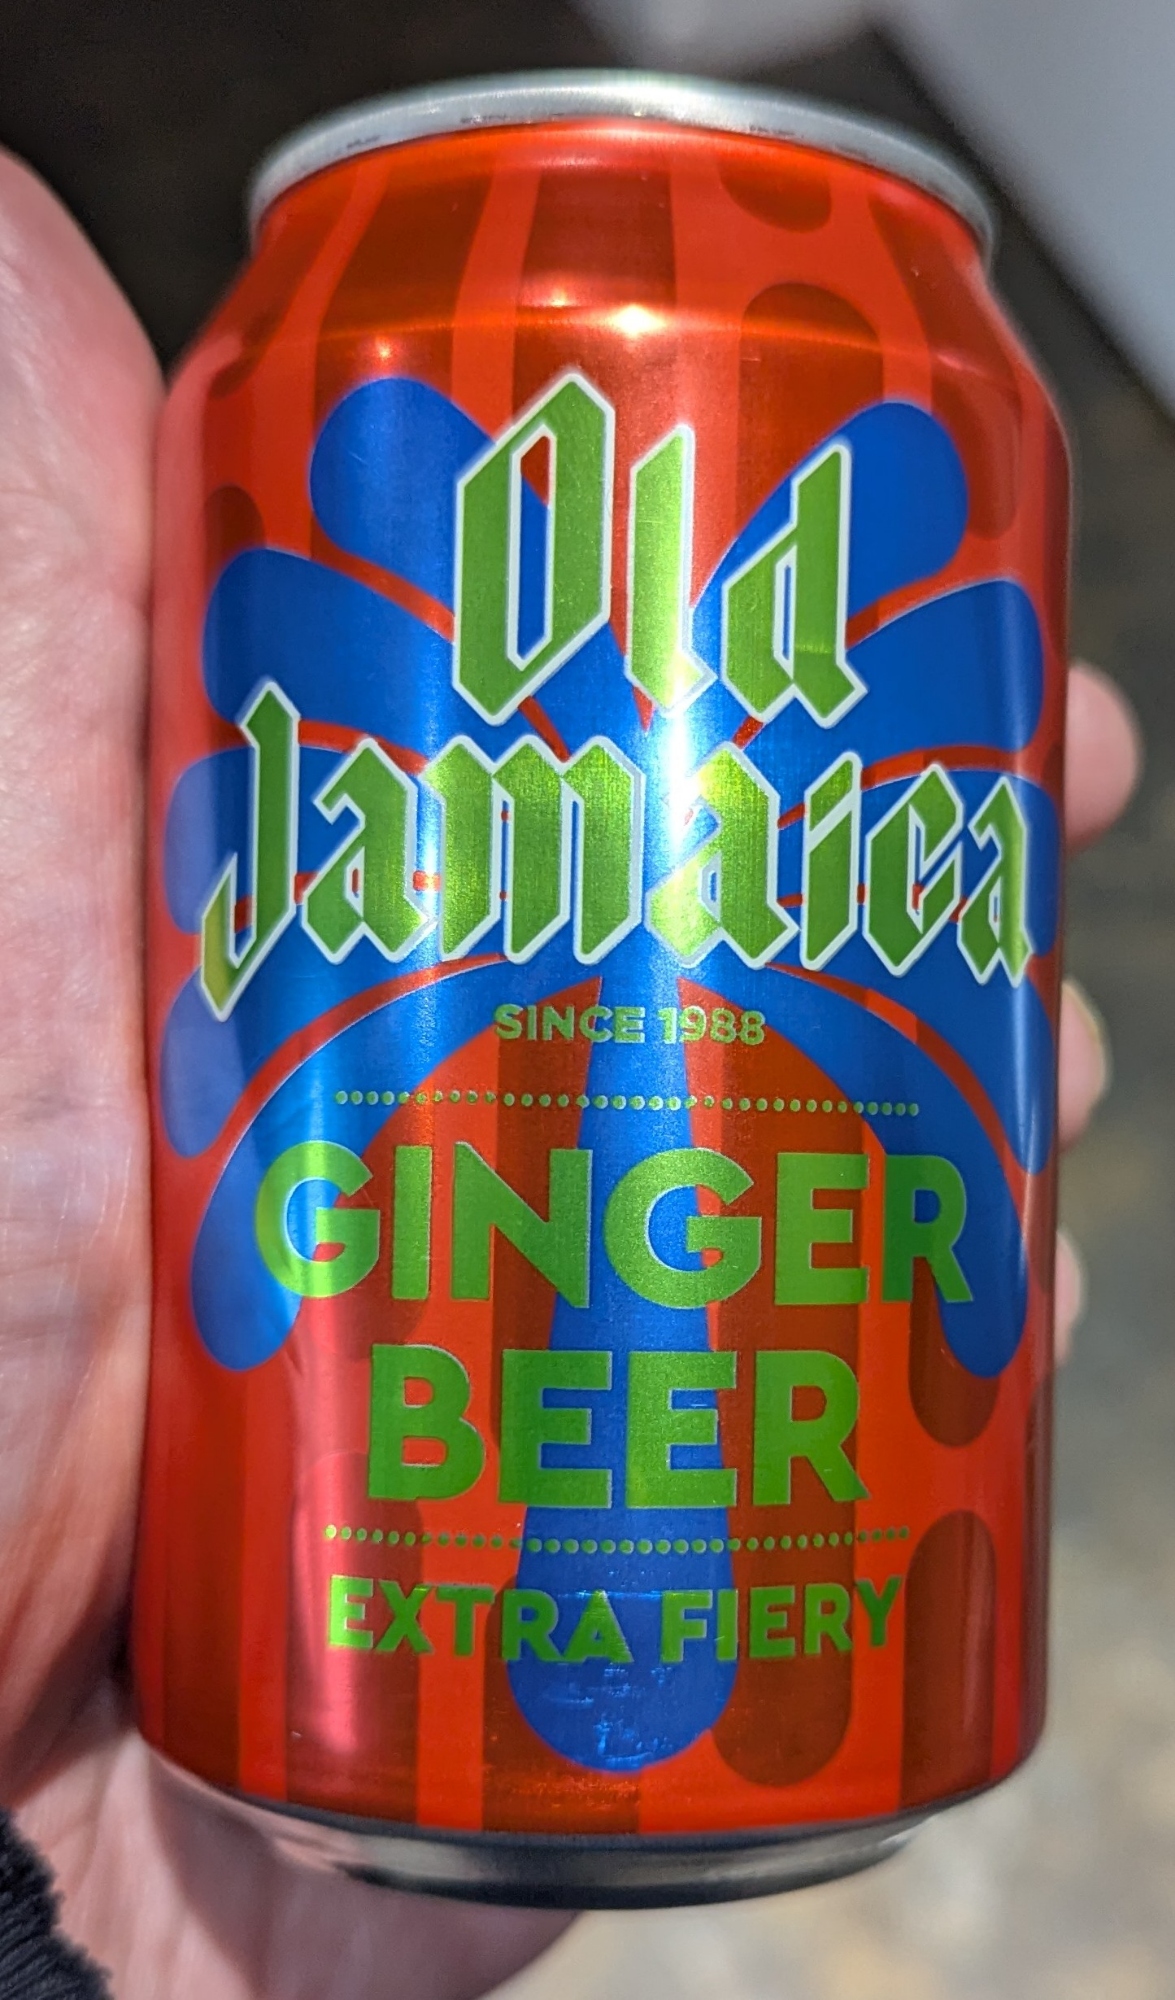 Old
Jamaica
SINCE 1988
GINGER
BEER
EXTRA FIERY